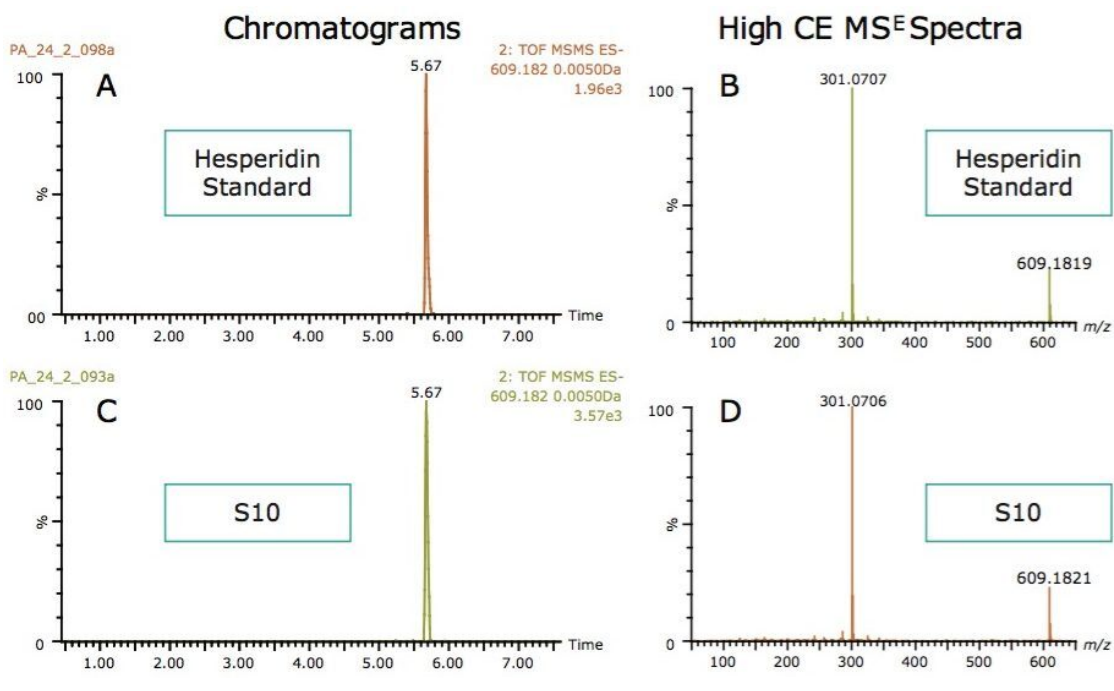 Chromatograms
High CE MSᴱ Spectra
PA_24_2_098a
2: TOF MSMS ES-
609.182 0.0050Da
1.96e3
A
5.67
100
%
00
Hesperidin
Standard
Time
1.00 2.00 3.00 4.00 5.00 6.00 7.00
B
301.0707
100
%
0
Hesperidin
Standard
609.1819
100 200 300 400 500 600
m/z
PA_24_2_093a
2: TOF MSMS ES-
609.182 0.0050Da
3.57e3
C
5.67
100
%
0
S10
Time
1.00 2.00 3.00 4.00 5.00 6.00 7.00
D
301.0706
100
%
0
S10
609.1821
100 200 300 400 500 600
m/z